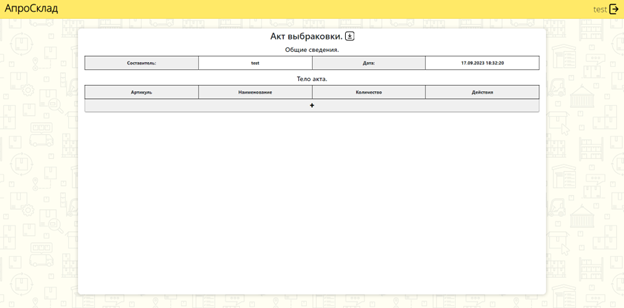 АпроСклад
test
Акт выбраковки.
Общие сведения.
Составитель: test Дата: 17.09.2023 18:52:20
Тело акта.
Артикуль Наименование Количество Действия
+